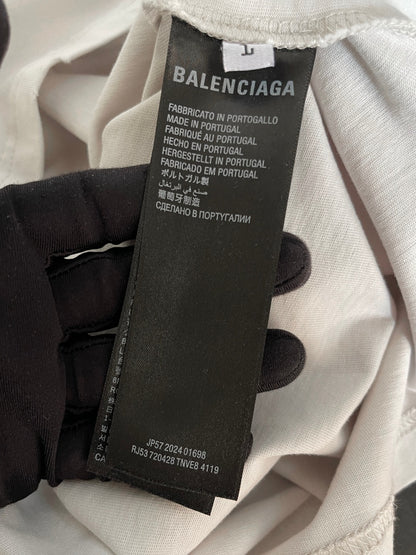 L
BALENCIAGA
FABBRICATO IN PORTOGALLO
MADE IN PORTUGAL
FABRIQUÉ AU PORTUGAL
HECHO EN PORTUGAL
HERGESTELLT IN PORTUGAL
FABRICADO EM PORTUGAL
ポルトガル製
صنع في البرتغال
葡萄牙制造
СДЕЛАНО В ПОРТУГАЛИИ
JP57 2024 01698
RJ53 720428 TNVE8 4119